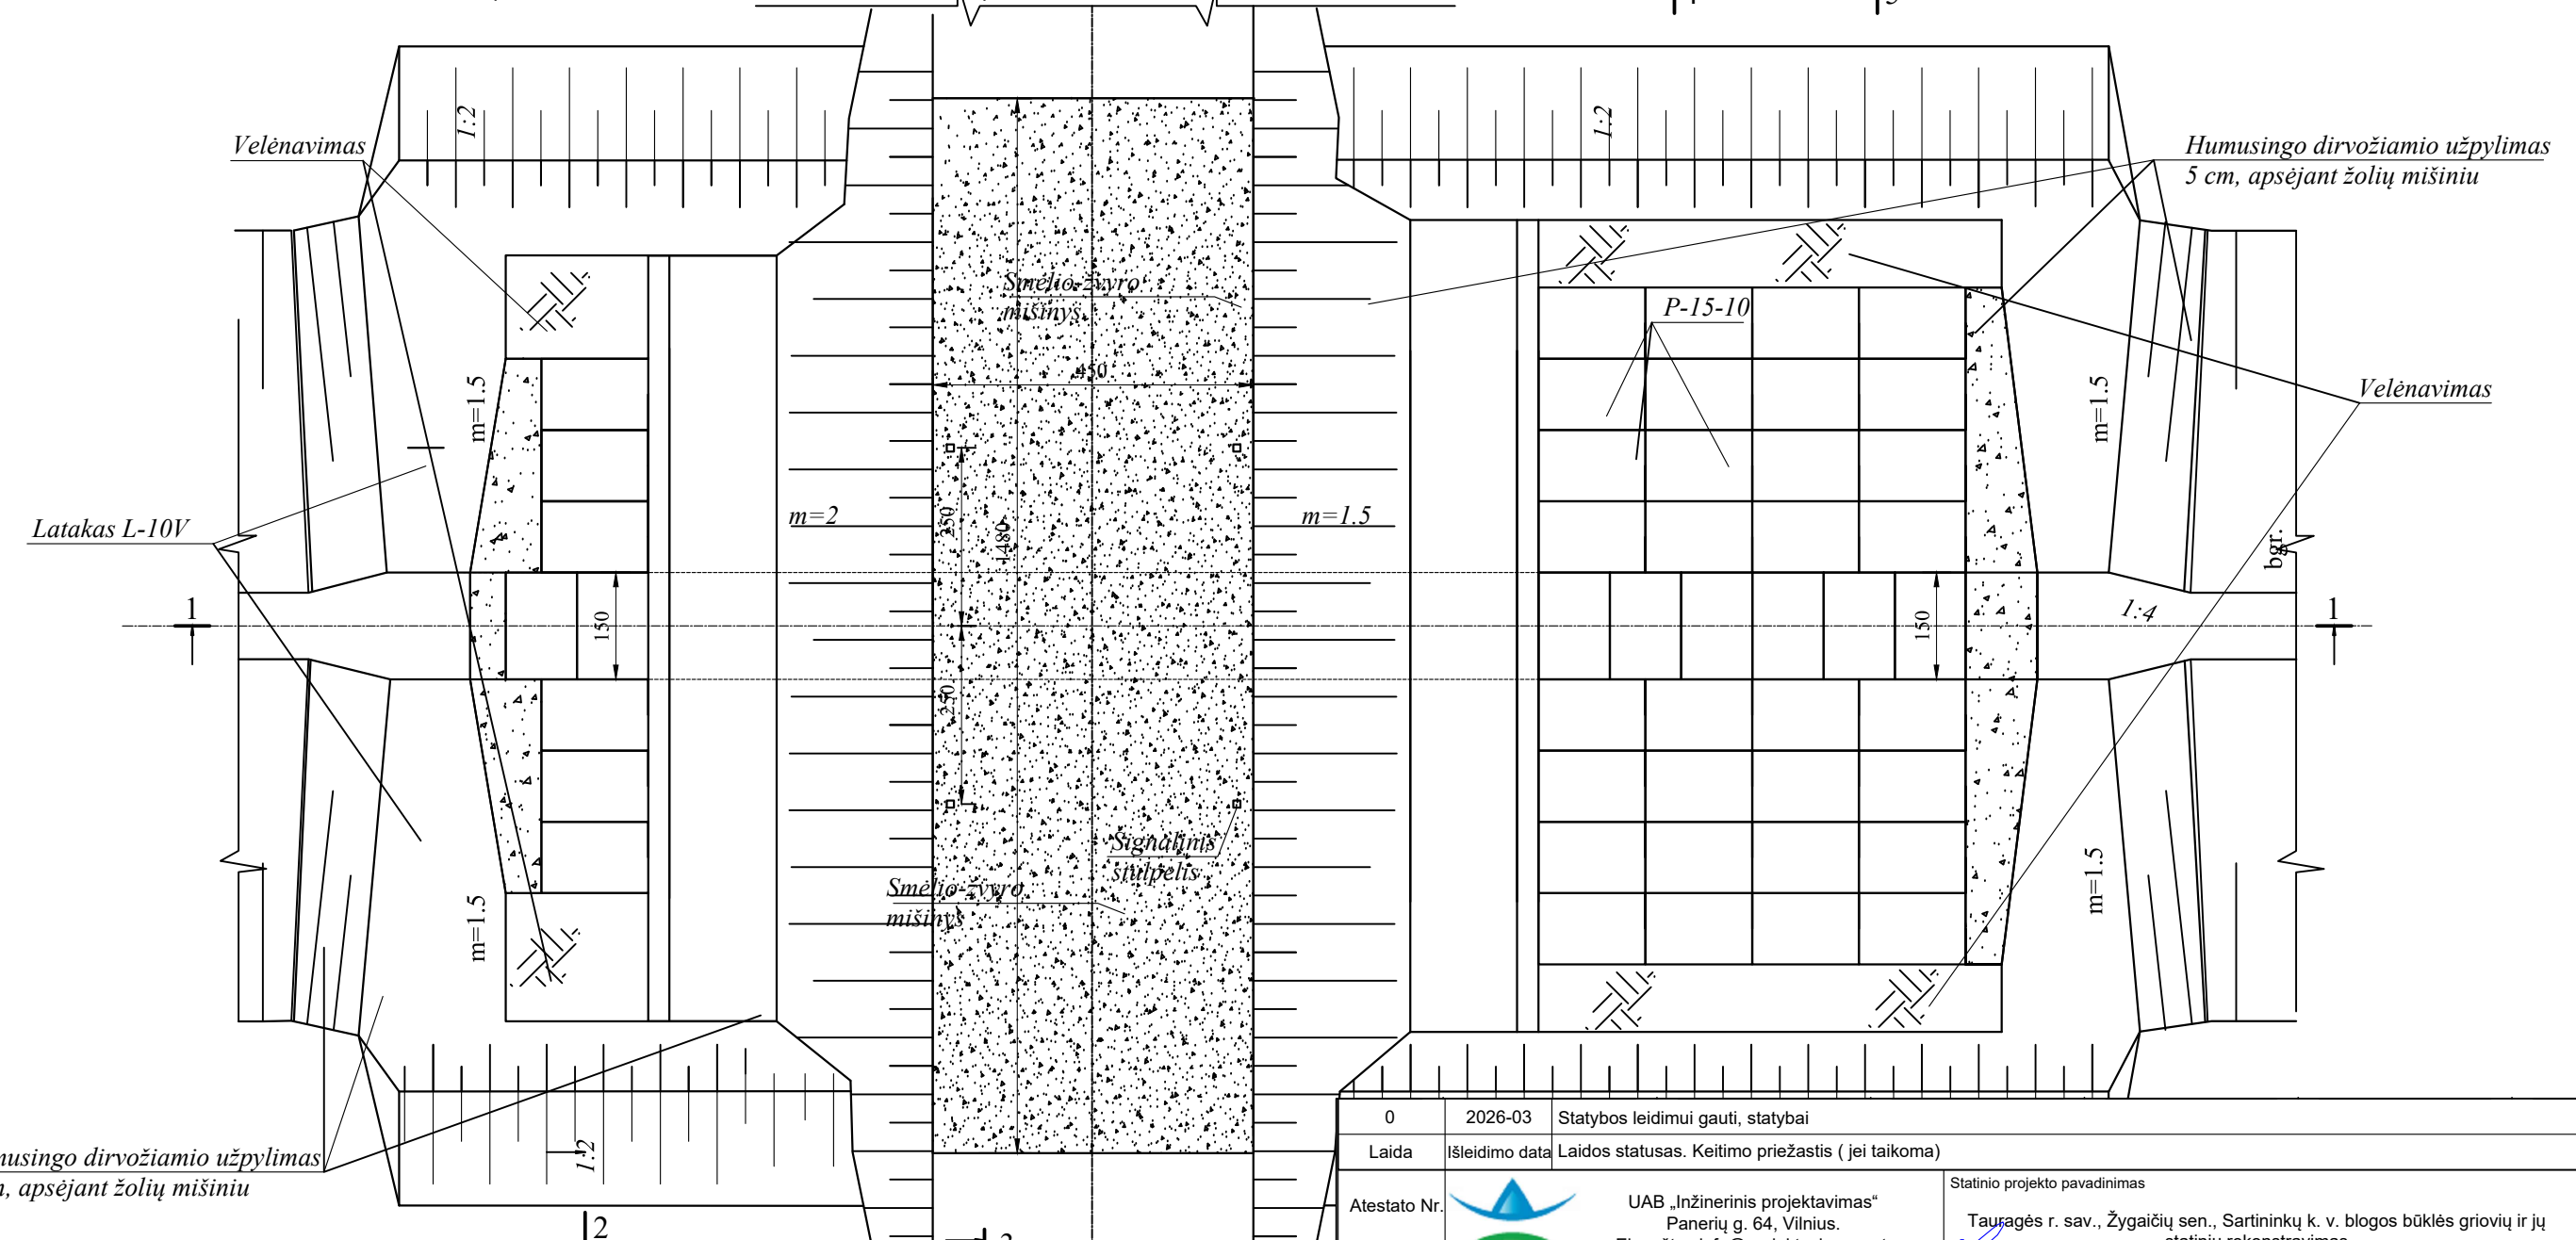 1:2
1:2
Velėnavimas
Humusingo dirvožiamio užpylimas
5 cm, apsėjant žolių mišiniu
Smėlio-žvyro
mišinys
P-15-10
450
m=1.5
m=1.5
Velėnavimas
Latakas L-10V
m=2
250
1480
m=1.5
bgr.
1
150
150
1:4
1
250
Signalinis
stulpelis
Smėlio-žvyro
mišinys
m=1.5
m=1.5
1:2
užpylimas
dirvožiamio
apsėjant žolių mišiniu
2
0 2026-03 Statybos leidimui gauti, statybai
Laida Išleidimo data Laidos statusas. Keitimo priežastis ( jei taikoma)
Atestato Nr.
UAB „Inžinerinis projektavimas“
Panerių g. 64, Vilnius.
Statinio projekto pavadinimas
Tauragės r. sav., Žygaičių sen., Sartininkų k. v. blogos būklės griovių ir jų